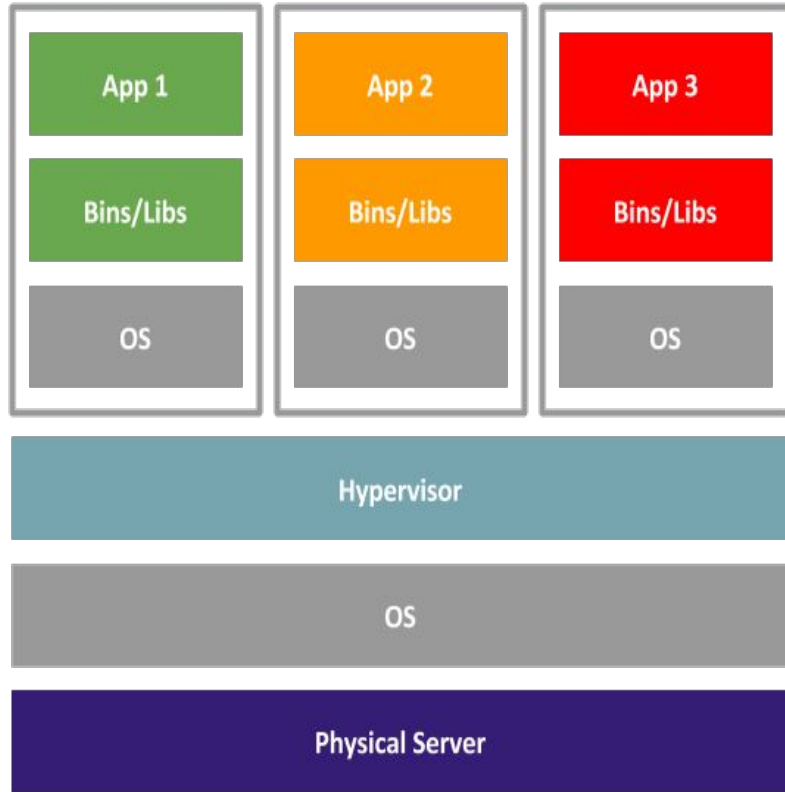 App 1
App 2
App 3
Bins/Libs
Bins/Libs
Bins/Libs
OS
OS
OS
Hypervisor
OS
Physical Server